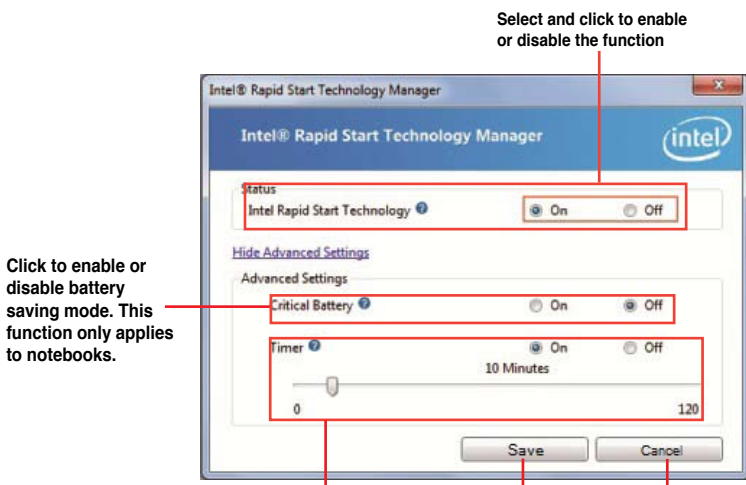 Select and click to enable
or disable the function
Intel® Rapid Start Technology Manager
Intel® Rapid Start Technology Manager
intel
Status
Intel Rapid Start Technology ? On Off
Hide Advanced Settings
Advanced Settings
Click to enable or
disable battery
saving mode. This
function only applies
to notebooks.
Critical Battery ? On Off
Timer ? On Off
10 Minutes
0 120
Save Cancel